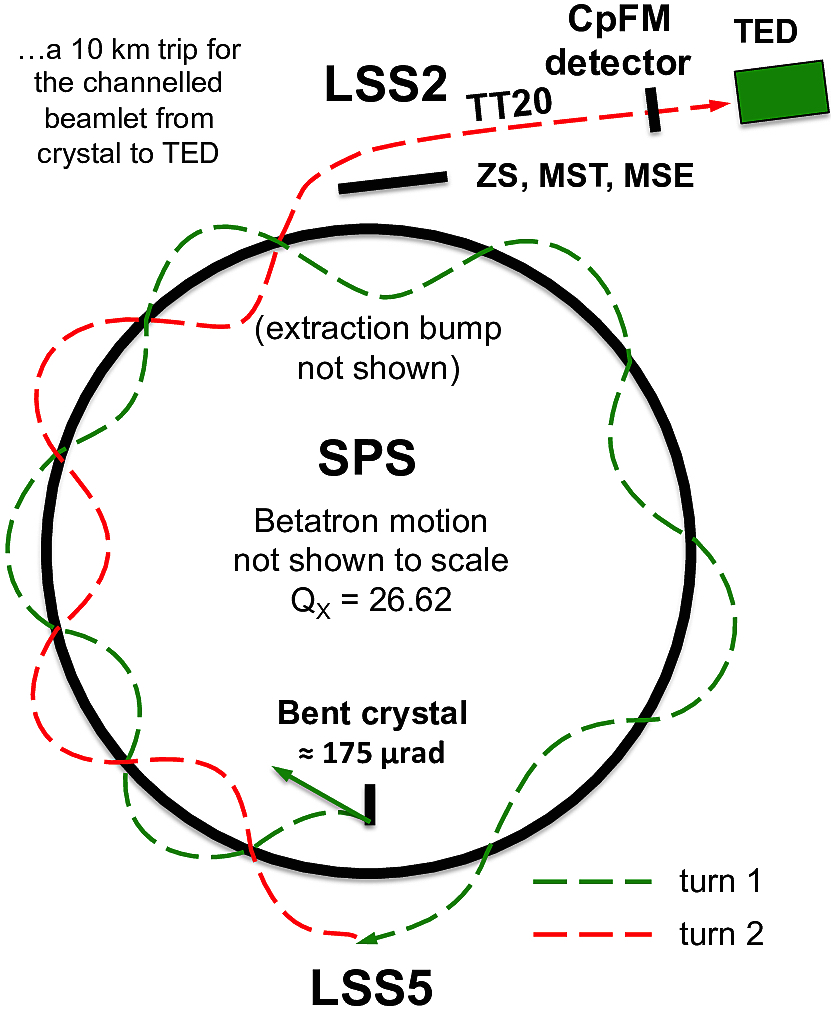 …a 10 km trip for
the channelled
beamlet from
crystal to TED
LSS2
CpFM
detector
TED
TT20
ZS, MST, MSE
(extraction bump
not shown)
SPS
Betatron motion
not shown to scale
Qₓ = 26.62
Bent crystal
≈ 175 μrad
turn 1
turn 2
LSS5